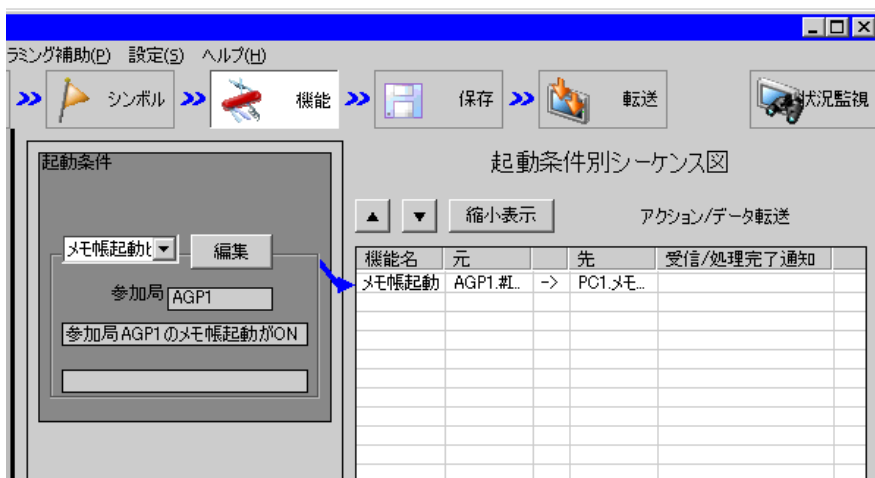 ラミング補助(P) 設定(S) ヘルプ(H)
シンボル 機能 保存 転送 状況監視
起動条件
起動条件別シーケンス図
縮小表示 アクション/データ転送
メモ帳起動ビ 編集
機能名 元 先 受信/処理完了通知
メモ帳起動 AGP1.#I... -> PC1.メモ...
参加局 AGP1
参加局AGP1のメモ帳起動がON